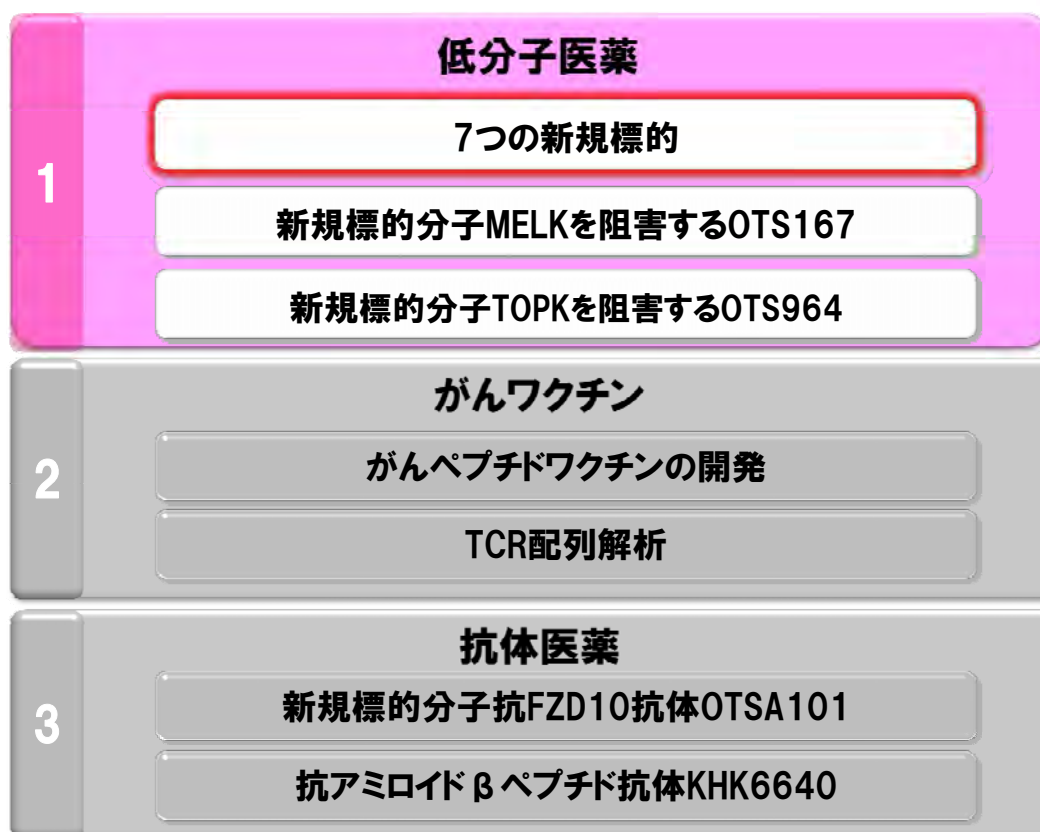 1
低分子医薬
7つの新規標的
新規標的分子MELKを阻害するOTS167
新規標的分子TOPKを阻害するOTS964
2
がんワクチン
がんペプチドワクチンの開発
TCR配列解析
3
抗体医薬
新規標的分子抗FZD10抗体OTSA101
抗アミロイドβペプチド抗体KHK6640